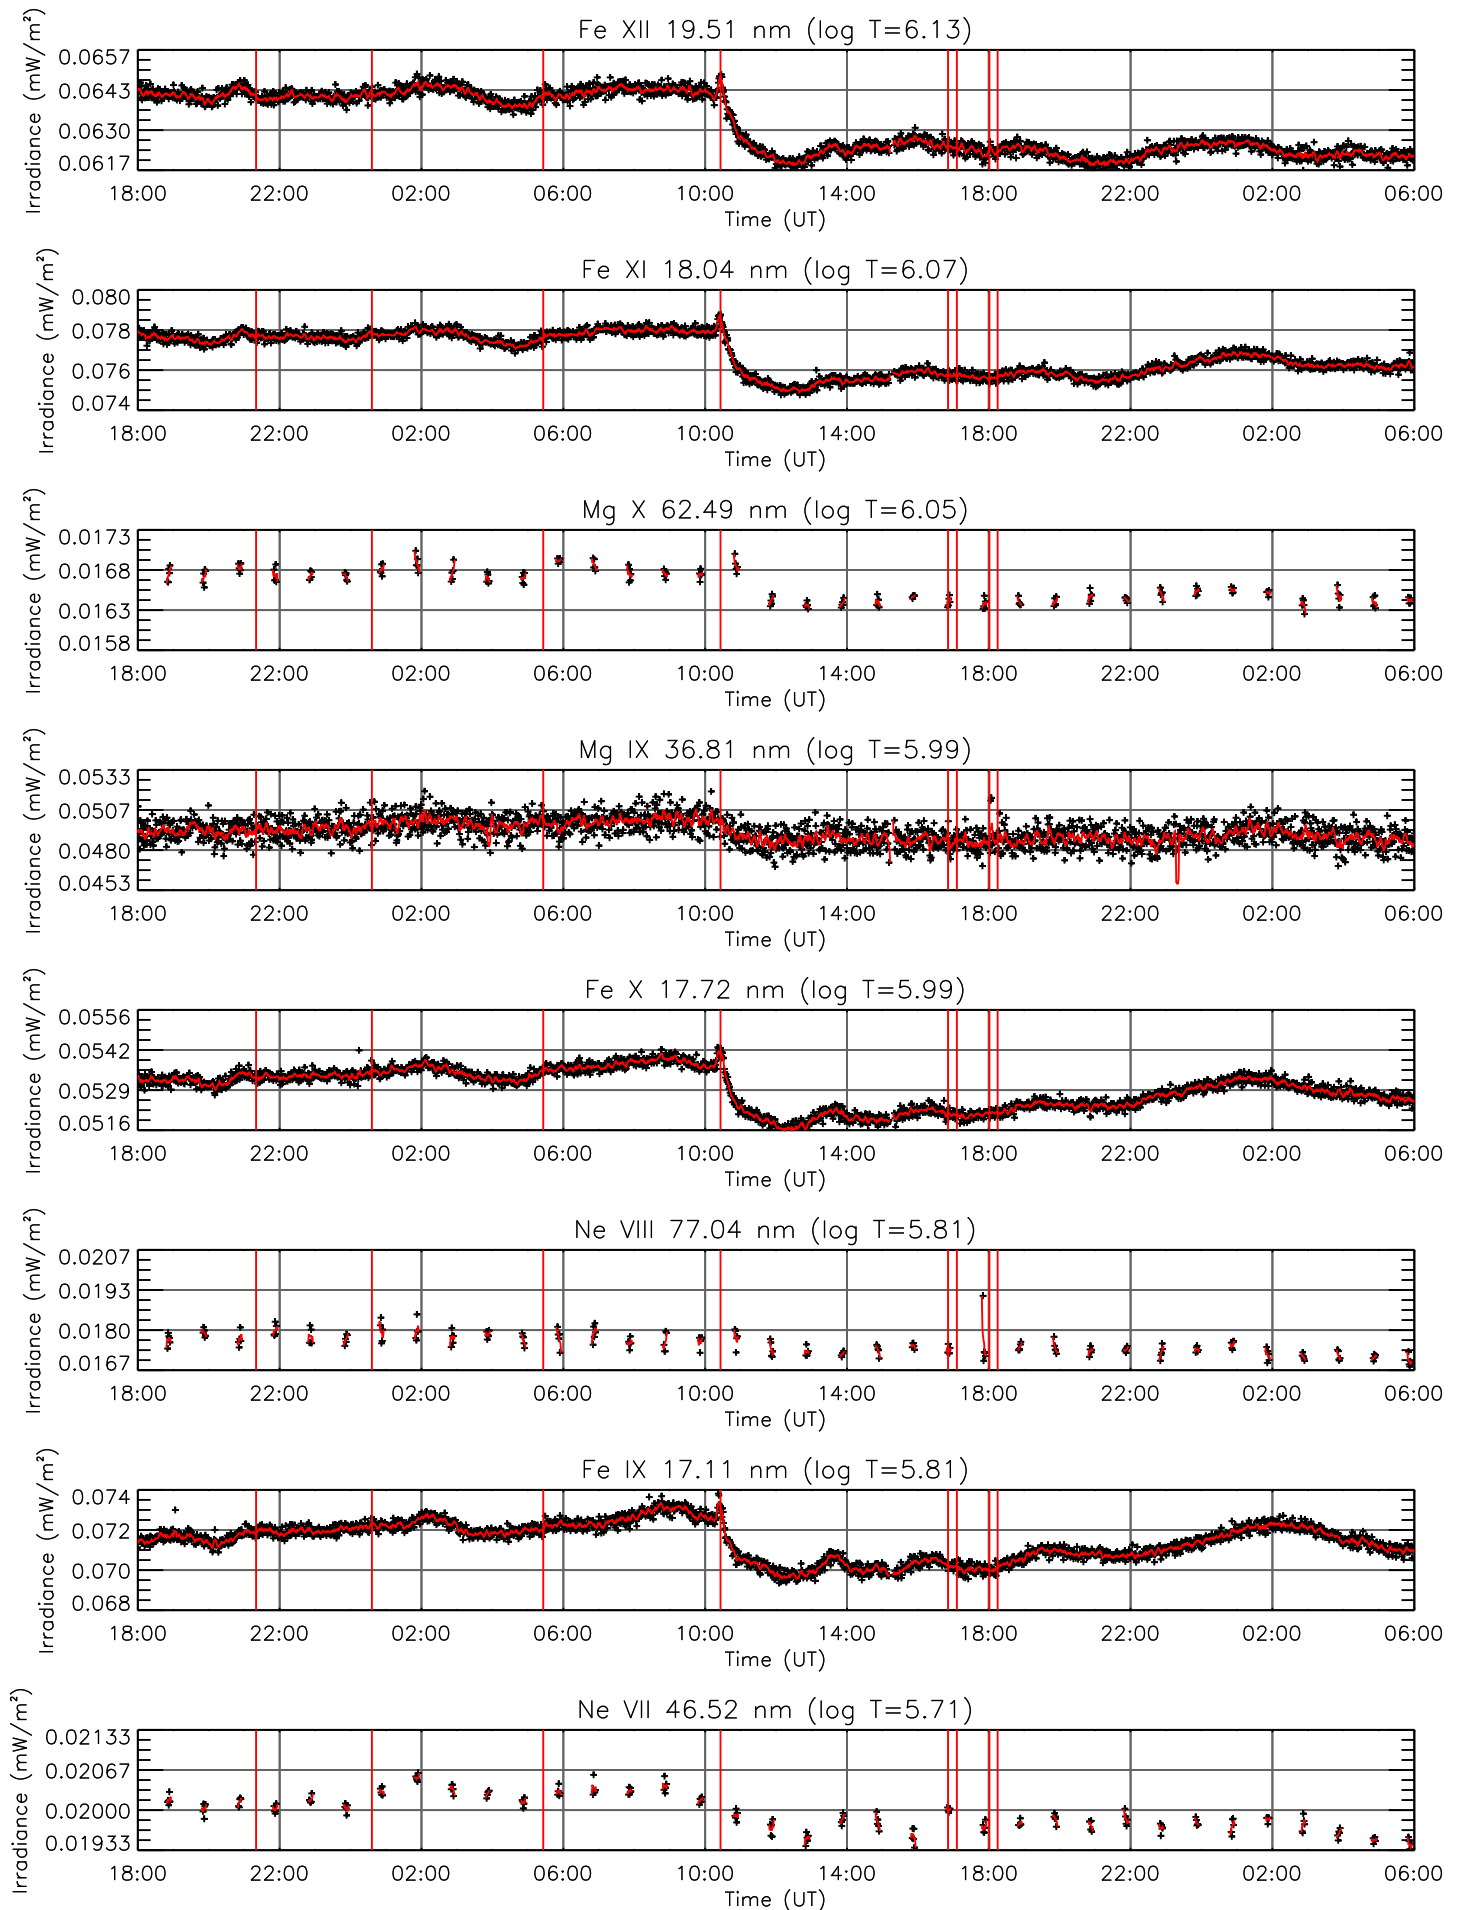 Fe XII 19.51 nm (log T=6.13)
Irradiance (mW/m²)
0.0657
0.0643
0.0630
0.0617
18:00 22:00 02:00 06:00 10:00 14:00 18:00 22:00 02:00 06:00
Time (UT)
Fe XI 18.04 nm (log T=6.07)
Irradiance (mW/m²)
0.080
0.078
0.076
0.074
18:00 22:00 02:00 06:00 10:00 14:00 18:00 22:00 02:00 06:00
Time (UT)
Mg X 62.49 nm (log T=6.05)
Irradiance (mW/m²)
0.0173
0.0168
0.0163
0.0158
18:00 22:00 02:00 06:00 10:00 14:00 18:00 22:00 02:00 06:00
Time (UT)
Mg IX 36.81 nm (log T=5.99)
Irradiance (mW/m²)
0.0533
0.0507
0.0480
0.0453
18:00 22:00 02:00 06:00 10:00 14:00 18:00 22:00 02:00 06:00
Time (UT)
Fe X 17.72 nm (log T=5.99)
Irradiance (mW/m²)
0.0556
0.0542
0.0529
0.0516
18:00 22:00 02:00 06:00 10:00 14:00 18:00 22:00 02:00 06:00
Time (UT)
Ne VIII 77.04 nm (log T=5.81)
Irradiance (mW/m²)
0.0207
0.0193
0.0180
0.0167
18:00 22:00 02:00 06:00 10:00 14:00 18:00 22:00 02:00 06:00
Time (UT)
Fe IX 17.11 nm (log T=5.81)
Irradiance (mW/m²)
0.074
0.072
0.070
0.068
18:00 22:00 02:00 06:00 10:00 14:00 18:00 22:00 02:00 06:00
Time (UT)
Ne VII 46.52 nm (log T=5.71)
Irradiance (mW/m²)
0.02133
0.02067
0.02000
0.01933
18:00 22:00 02:00 06:00 10:00 14:00 18:00 22:00 02:00 06:00
Time (UT)